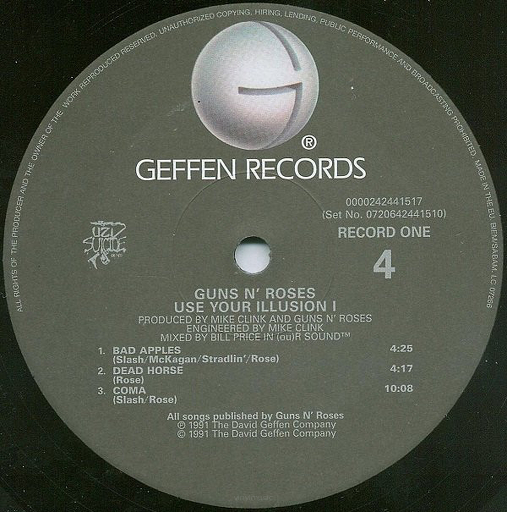 ALL RIGHTS OF THE PRODUCER AND THE OWNER OF THE WORK REPRODUCED RESERVED. UNAUTHORIZED COPYING, HIRING, LENDING, PUBLIC PERFORMANCE AND BROADCASTING PROHIBITED. MADE IN THE EU. BIEM/SABAM. LC 07266
G
®
GEFFEN RECORDS
0000242441517
(Set No. 0720642441510)
RECORD ONE
4
UZI
SUICIDE
GUNS N' ROSES
USE YOUR ILLUSION I
PRODUCED BY MIKE CLINK AND GUNS N' ROSES
ENGINEERED BY MIKE CLINK
MIXED BY BILL PRICE IN (ou)R SOUND™
1. BAD APPLES 4:25
(Slash/McKagan/Stradlin'/Rose)
2. DEAD HORSE 4:17
(Rose)
3. COMA 10:08
(Slash/Rose)
All songs published by Guns N' Roses
℗ 1991 The David Geffen Company
© 1991 The David Geffen Company